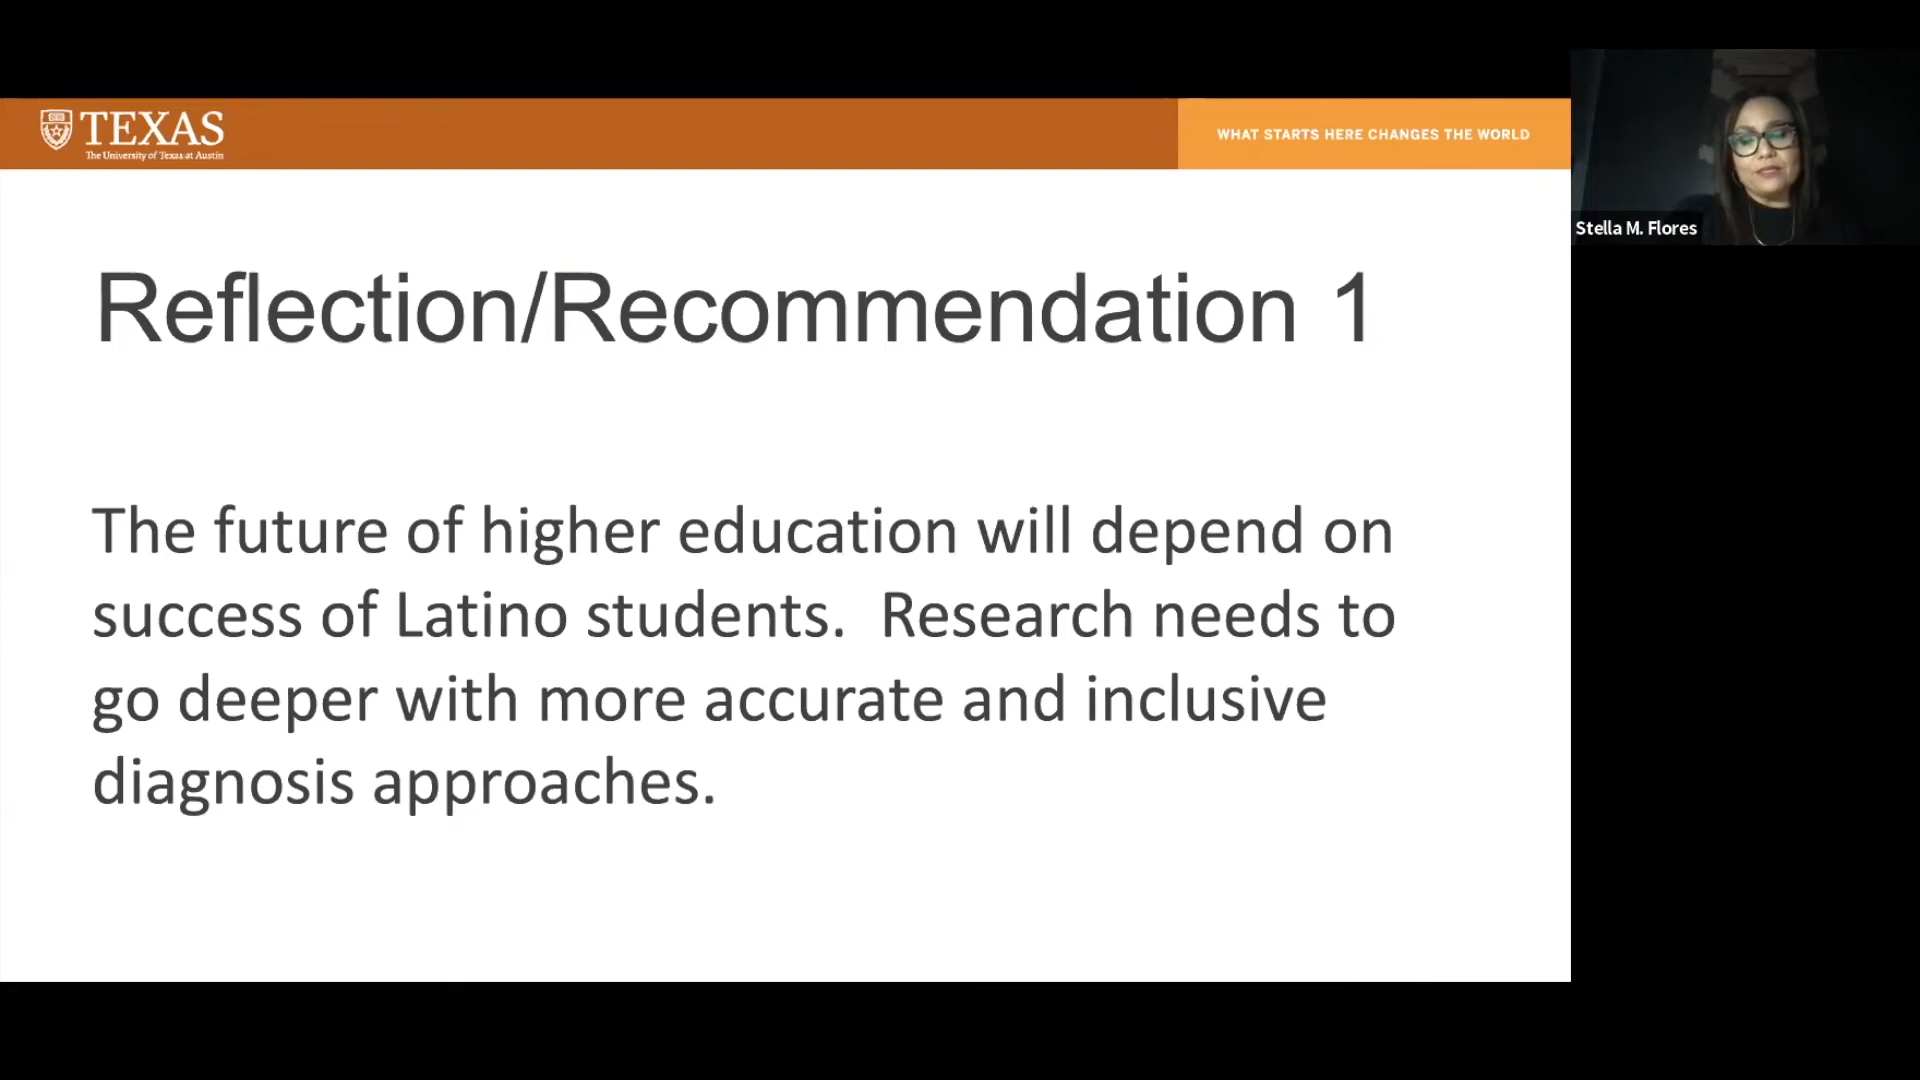 TEXAS
The University of Texas at Austin
WHAT STARTS HERE CHANGES THE WORLD
Stella M. Flores
Reflection/Recommendation 1
The future of higher education will depend on
success of Latino students.  Research needs to
go deeper with more accurate and inclusive
diagnosis approaches.